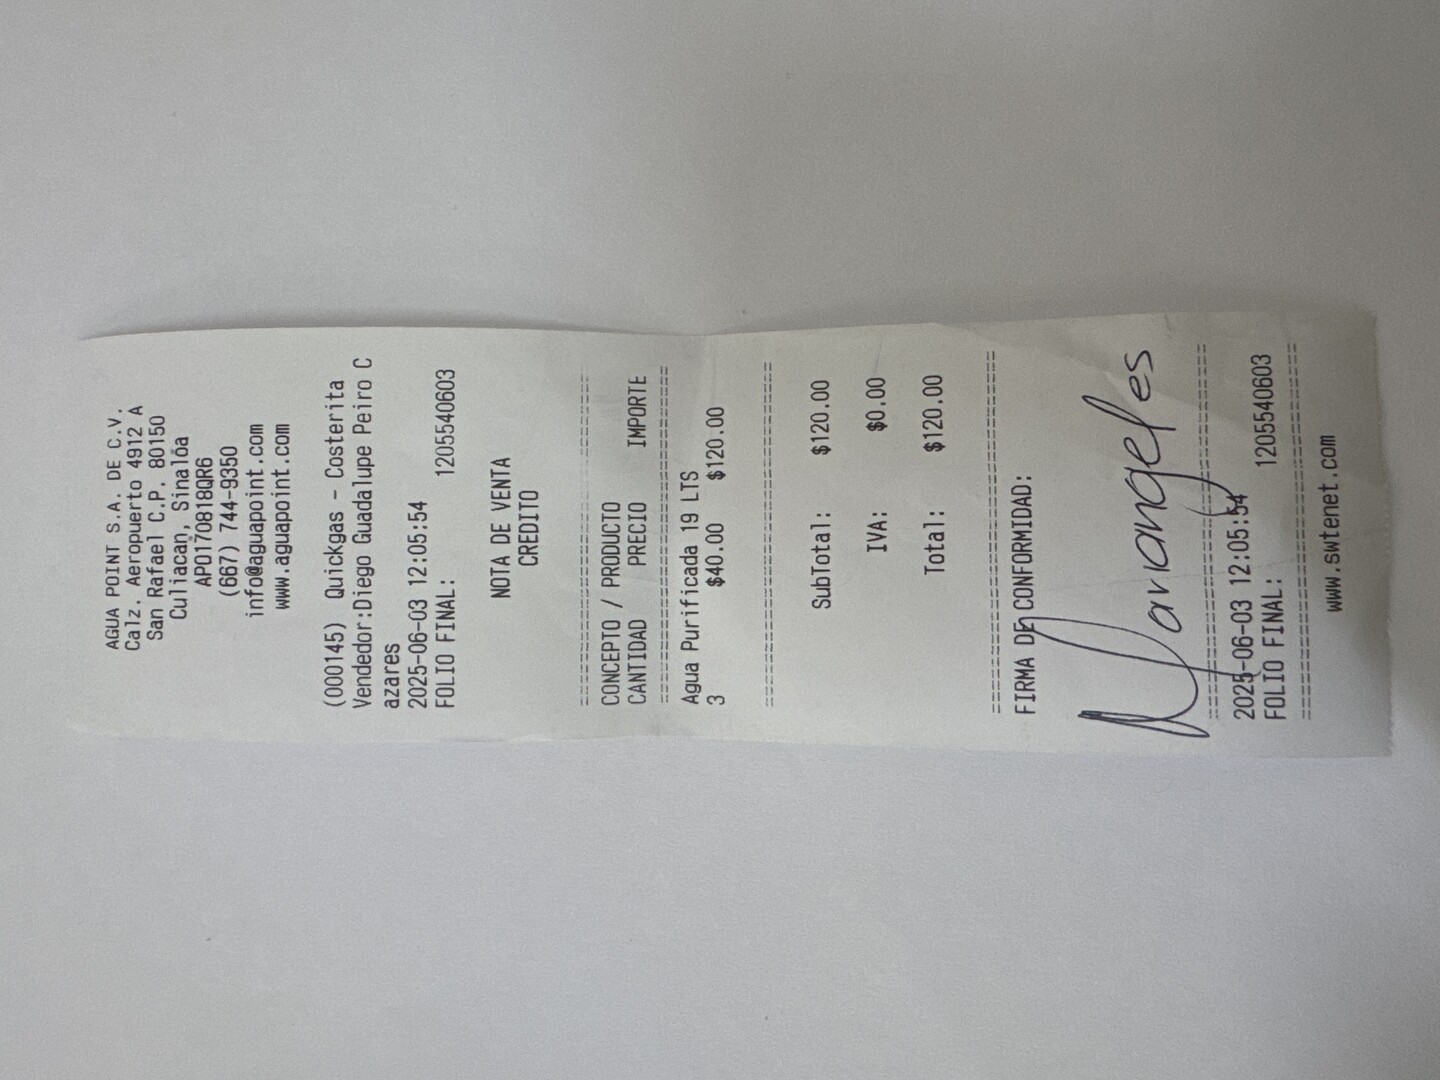 AGUA POINT S.A. DE C.V.
Calz. Aeropuerto 4912 A
San Rafael C.P. 80150
Culiacan, Sinaloa
APO170818QR6
(667) 744-9350
info@aguapoint.com
www.aguapoint.com
(000145) Quickgas - Costerita
Vendedor:Diego Guadalupe Peiro C
azares
2025-06-03 12:05:54
FOLIO FINAL: 1205540603
NOTA DE VENTA
CREDITO
================================
CONCEPTO / PRODUCTO
CANTIDAD PRECIO IMPORTE
================================
Agua Purificada 19 LTS
3 $40.00 $120.00
================================
SubTotal: $120.00
IVA: $0.00
Total: $120.00
================================
FIRMA DE CONFORMIDAD:
Mariangeles
================================
2025-06-03 12:05:54
FOLIO FINAL: 1205540603
================================
www.swtenet.com